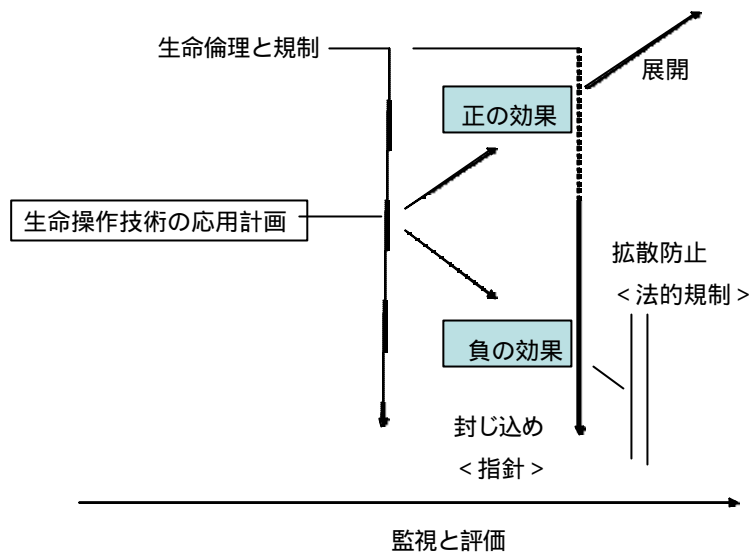 生命倫理と規制
展開
正の効果
生命操作技術の応用計画
拡散防止
<法的規制>
負の効果
封じ込め
<指針>
監視と評価